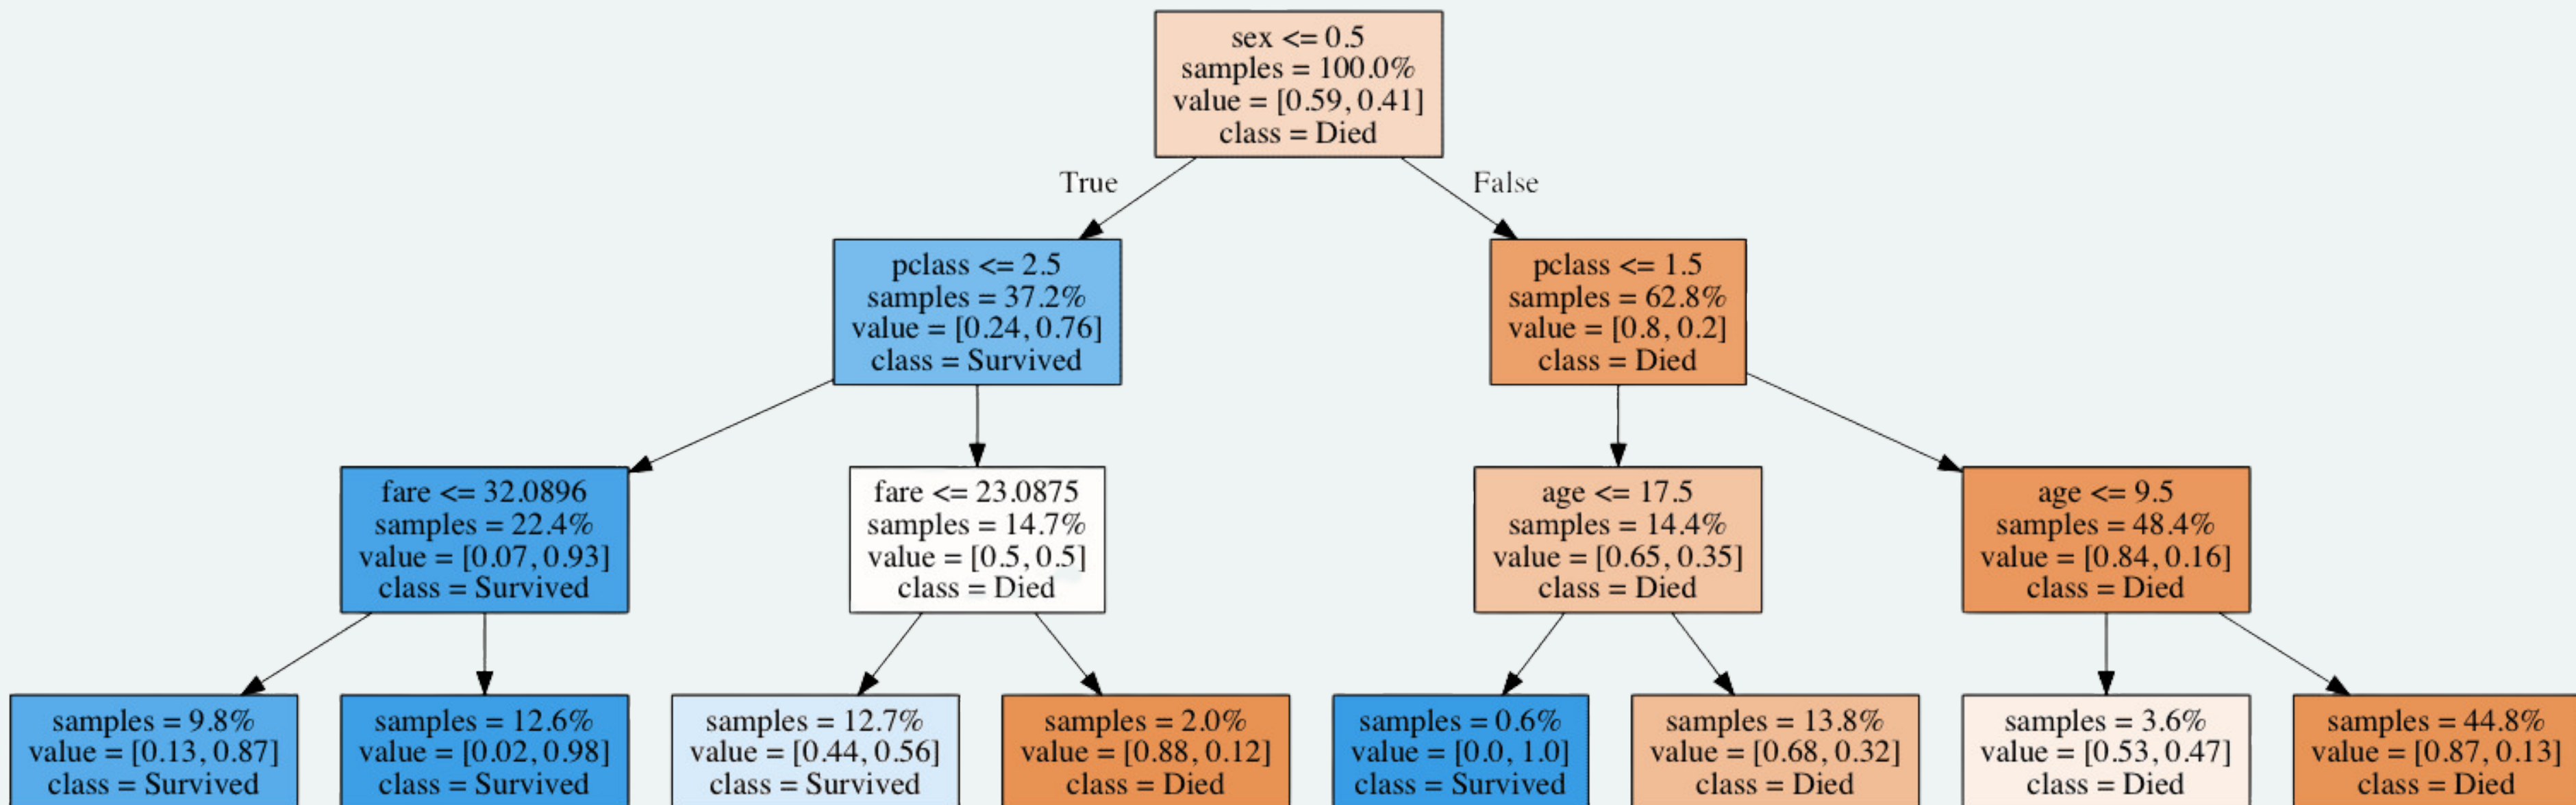 sex <= 0.5
samples = 100.0%
value = [0.59, 0.41]
class = Died
True
False
pclass <= 2.5
samples = 37.2%
value = [0.24, 0.76]
class = Survived
pclass <= 1.5
samples = 62.8%
value = [0.8, 0.2]
class = Died
fare <= 32.0896
samples = 22.4%
value = [0.07, 0.93]
class = Survived
fare <= 23.0875
samples = 14.7%
value = [0.5, 0.5]
class = Died
age <= 17.5
samples = 14.4%
value = [0.65, 0.35]
class = Died
age <= 9.5
samples = 48.4%
value = [0.84, 0.16]
class = Died
samples = 9.8%
value = [0.13, 0.87]
class = Survived
samples = 12.6%
value = [0.02, 0.98]
class = Survived
samples = 12.7%
value = [0.44, 0.56]
class = Survived
samples = 2.0%
value = [0.88, 0.12]
class = Died
samples = 0.6%
value = [0.0, 1.0]
class = Survived
samples = 13.8%
value = [0.68, 0.32]
class = Died
samples = 3.6%
value = [0.53, 0.47]
class = Died
samples = 44.8%
value = [0.87, 0.13]
class = Died